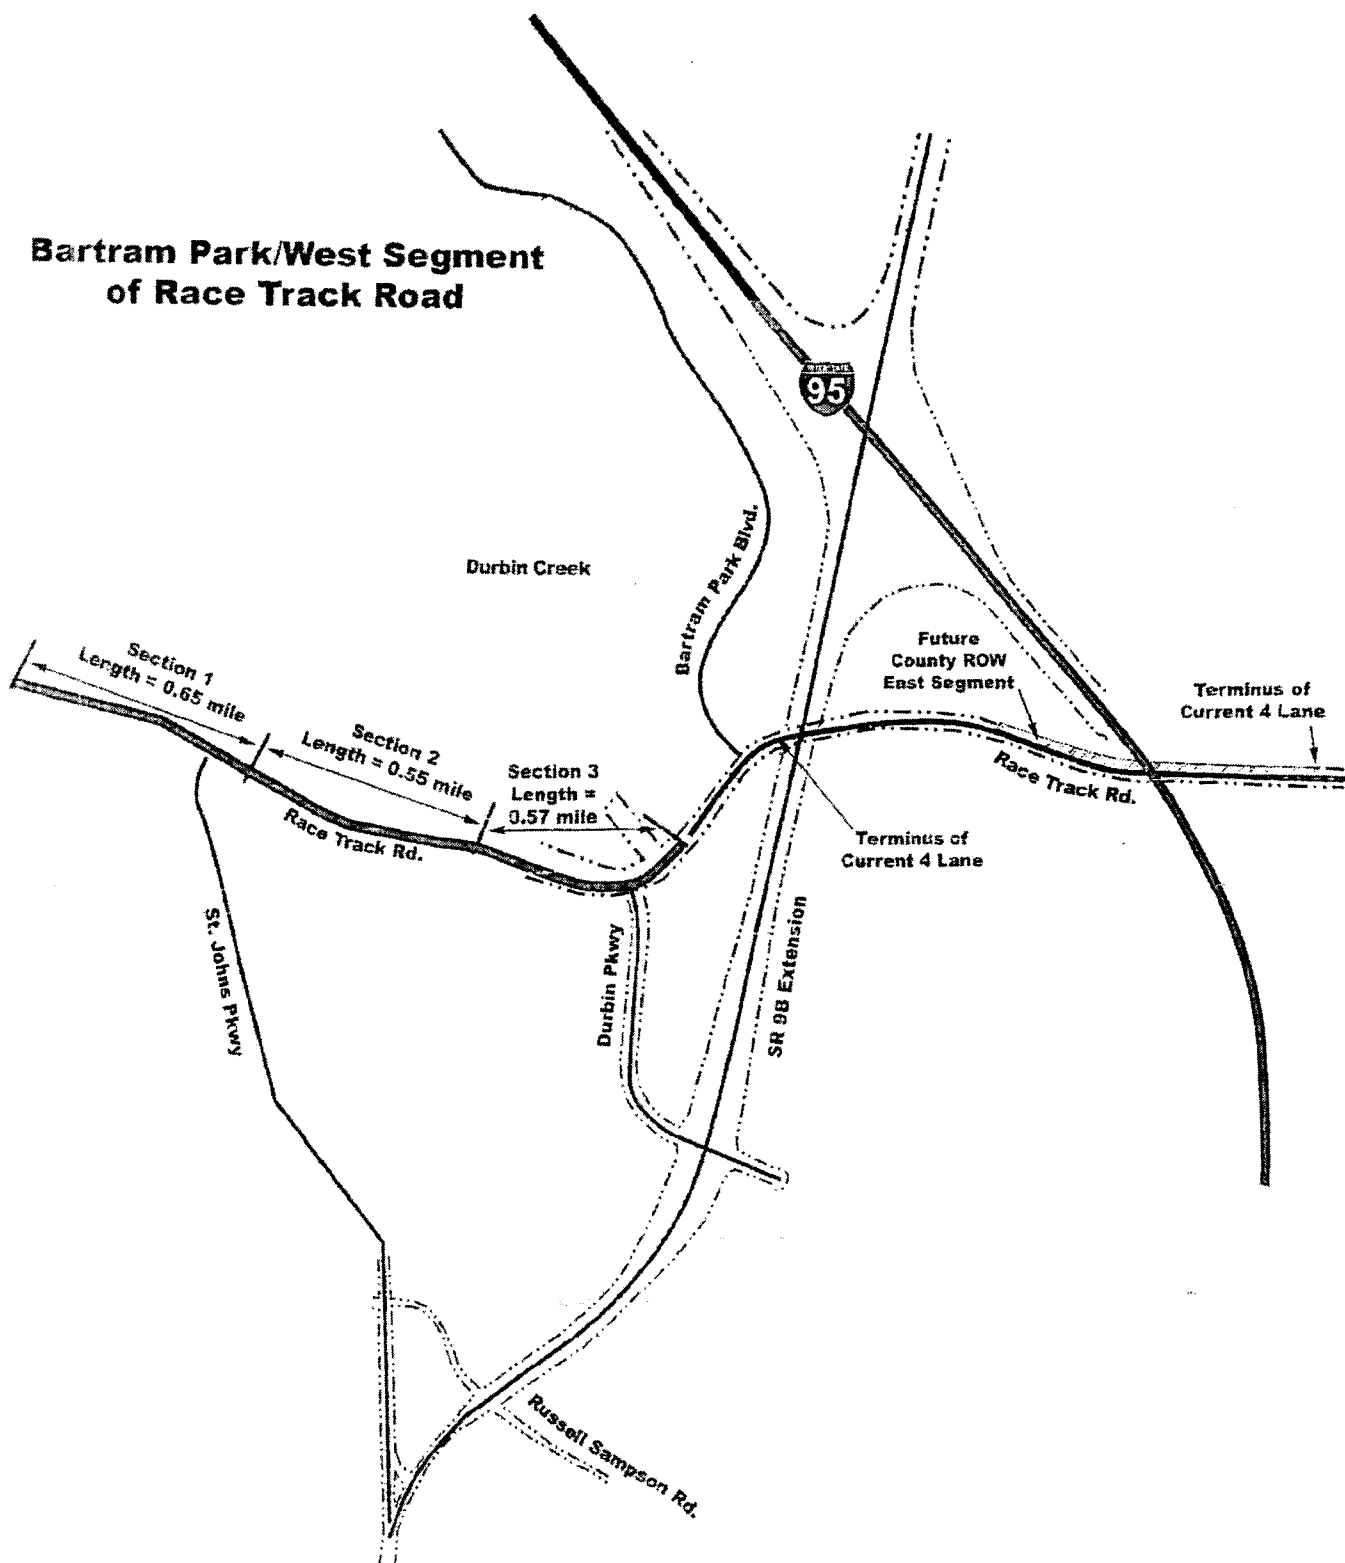 Bartram Park/West Segment
of Race Track Road
95
Bartram Park Blvd.
Durbin Creek
Future
County ROW
East Segment
Terminus of
Current 4 Lane
Section 1
Length = 0.65 mile
Section 2
Length = 0.55 mile
Section 3
Length =
0.57 mile
Race Track Rd.
Race Track Rd.
Terminus of
Current 4 Lane
St. Johns Pkwy
Durbin Pkwy
SR 9B Extension
Russell Sampson Rd.